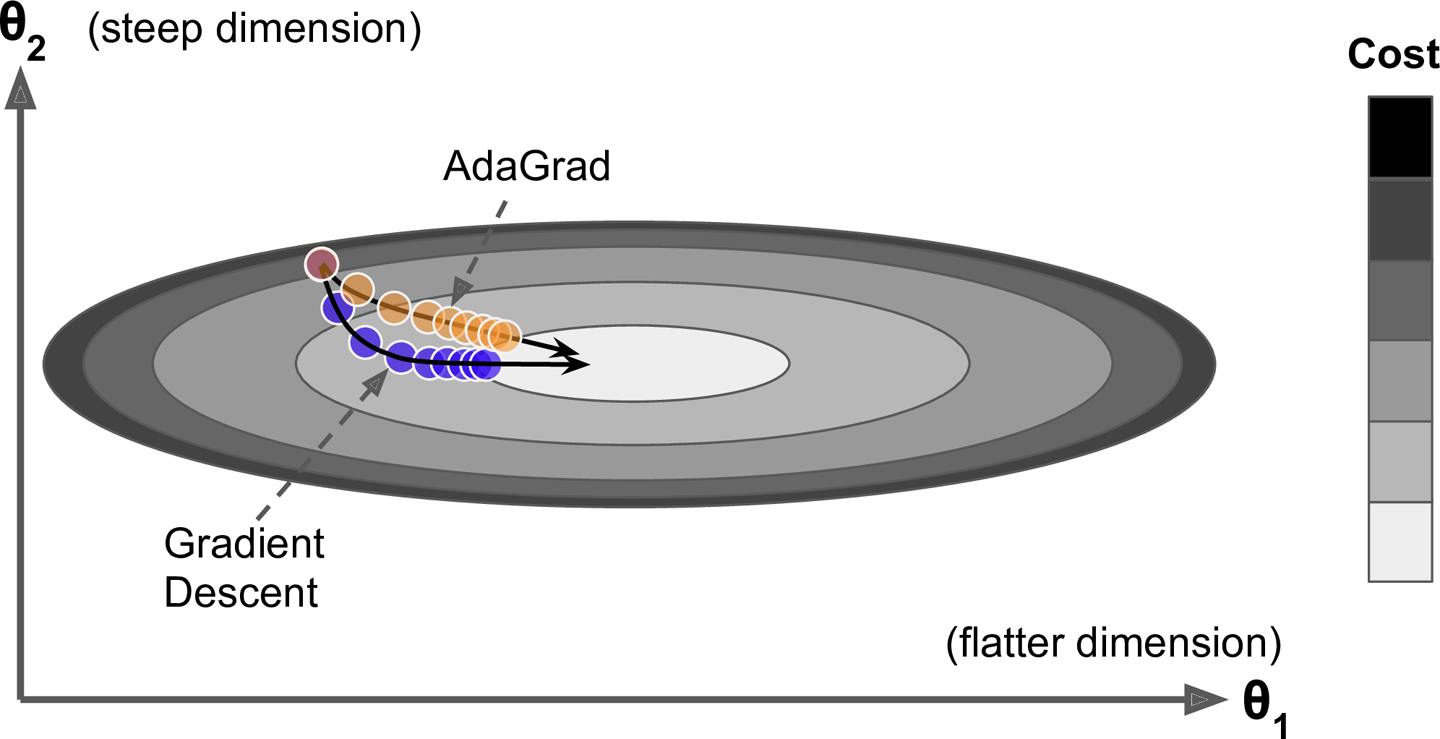 θ2 (steep dimension)
Cost
AdaGrad
Gradient
Descent
(flatter dimension)
θ1